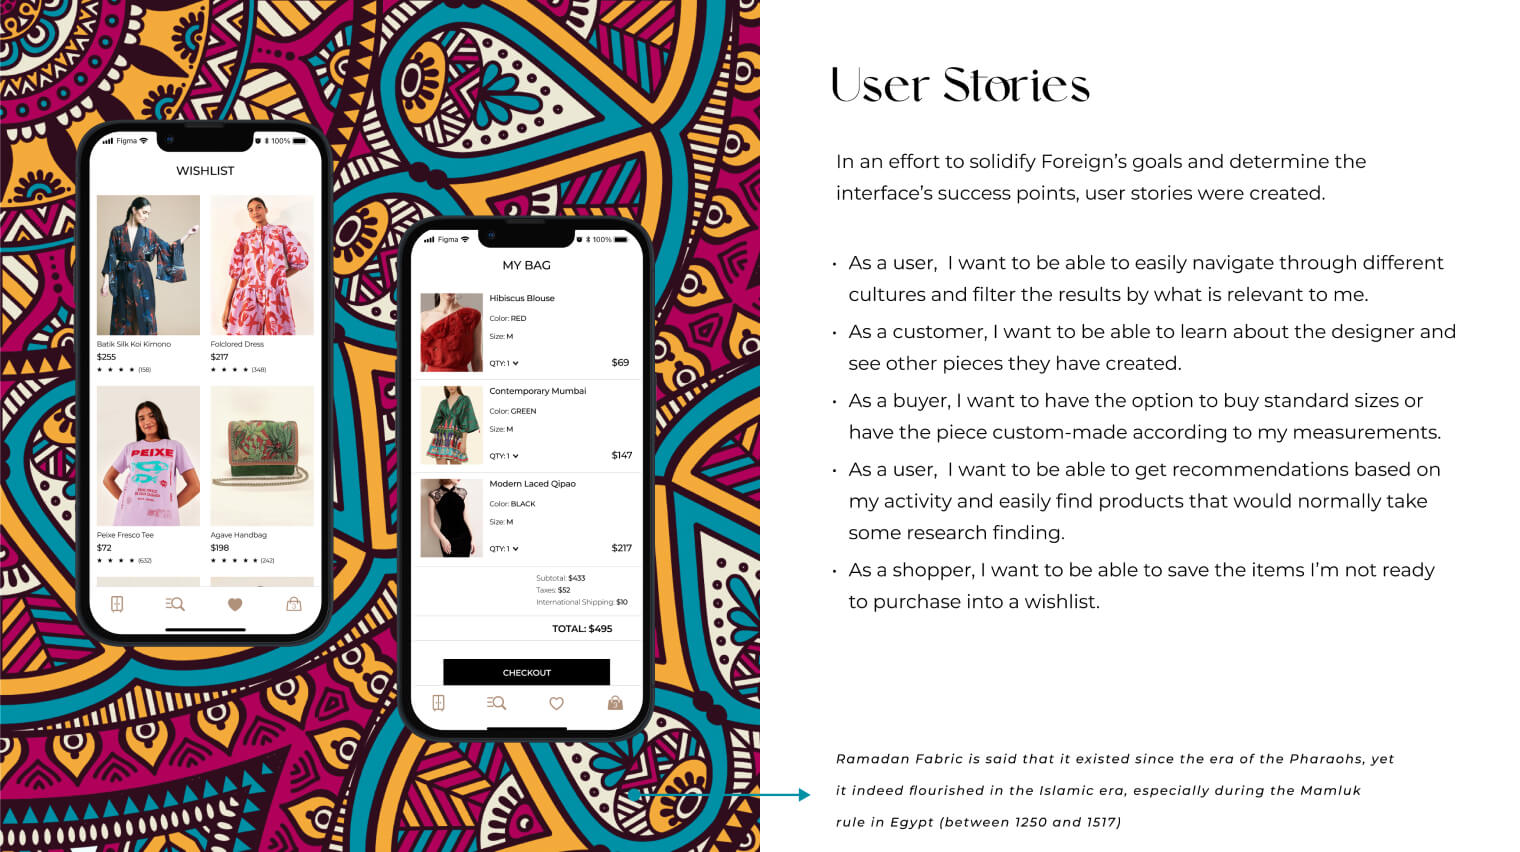 Figma 100%
WISHLIST
Batik Silk Koi Kimono
$255
(158)
Folclored Dress
$217
(348)
PEIXE
Peixe Fresco Tee
$72
(632)
Agave Handbag
$198
(242)
Figma 100%
MY BAG
Hibiscus Blouse
Color: RED
Size: M
QTY: 1
$69
Contemporary Mumbai
Color: GREEN
Size: M
QTY: 1
$147
Modern Laced Qipao
Color: BLACK
Size: M
QTY: 1
$217
Subtotal: $433
Taxes: $52
International Shipping: $10
TOTAL: $495
CHECKOUT
User Stories
In an effort to solidify Foreign’s goals and determine the
interface’s success points, user stories were created.
• As a user,  I want to be able to easily navigate through different
cultures and filter the results by what is relevant to me.
• As a customer, I want to be able to learn about the designer and
see other pieces they have created.
• As a buyer, I want to have the option to buy standard sizes or
have the piece custom-made according to my measurements.
• As a user,  I want to be able to get recommendations based on
my activity and easily find products that would normally take
some research finding.
• As a shopper, I want to be able to save the items I’m not ready
to purchase into a wishlist.
Ramadan Fabric is said that it existed since the era of the Pharaohs, yet
it indeed flourished in the Islamic era, especially during the Mamluk
rule in Egypt (between 1250 and 1517)